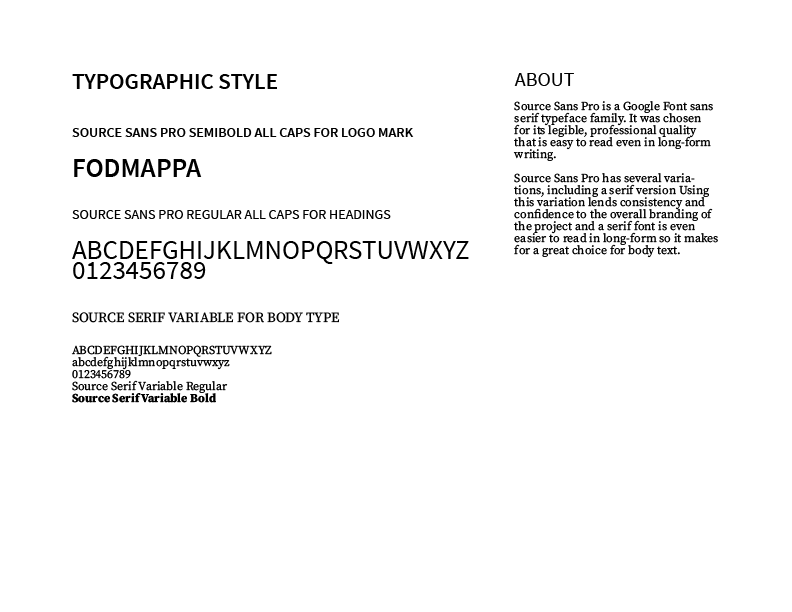 TYPOGRAPHIC STYLE
SOURCE SANS PRO SEMIBOLD ALL CAPS FOR LOGO MARK
FODMAPPA
SOURCE SANS PRO REGULAR ALL CAPS FOR HEADINGS
ABCDEFGHIJKLMNOPQRSTUVWXYZ
0123456789
SOURCE SERIF VARIABLE FOR BODY TYPE
ABCDEFGHIJKLMNOPQRSTUVWXYZ
abcdefghijklmnopqrstuvwxyz
0123456789
Source Serif Variable Regular
Source Serif Variable Bold
ABOUT
Source Sans Pro is a Google Font sans
serif typeface family. It was chosen
for its legible, professional quality
that is easy to read even in long-form
writing.
Source Sans Pro has several varia-
tions, including a serif version Using
this variation lends consistency and
confidence to the overall branding of
the project and a serif font is even
easier to read in long-form so it makes
for a great choice for body text.